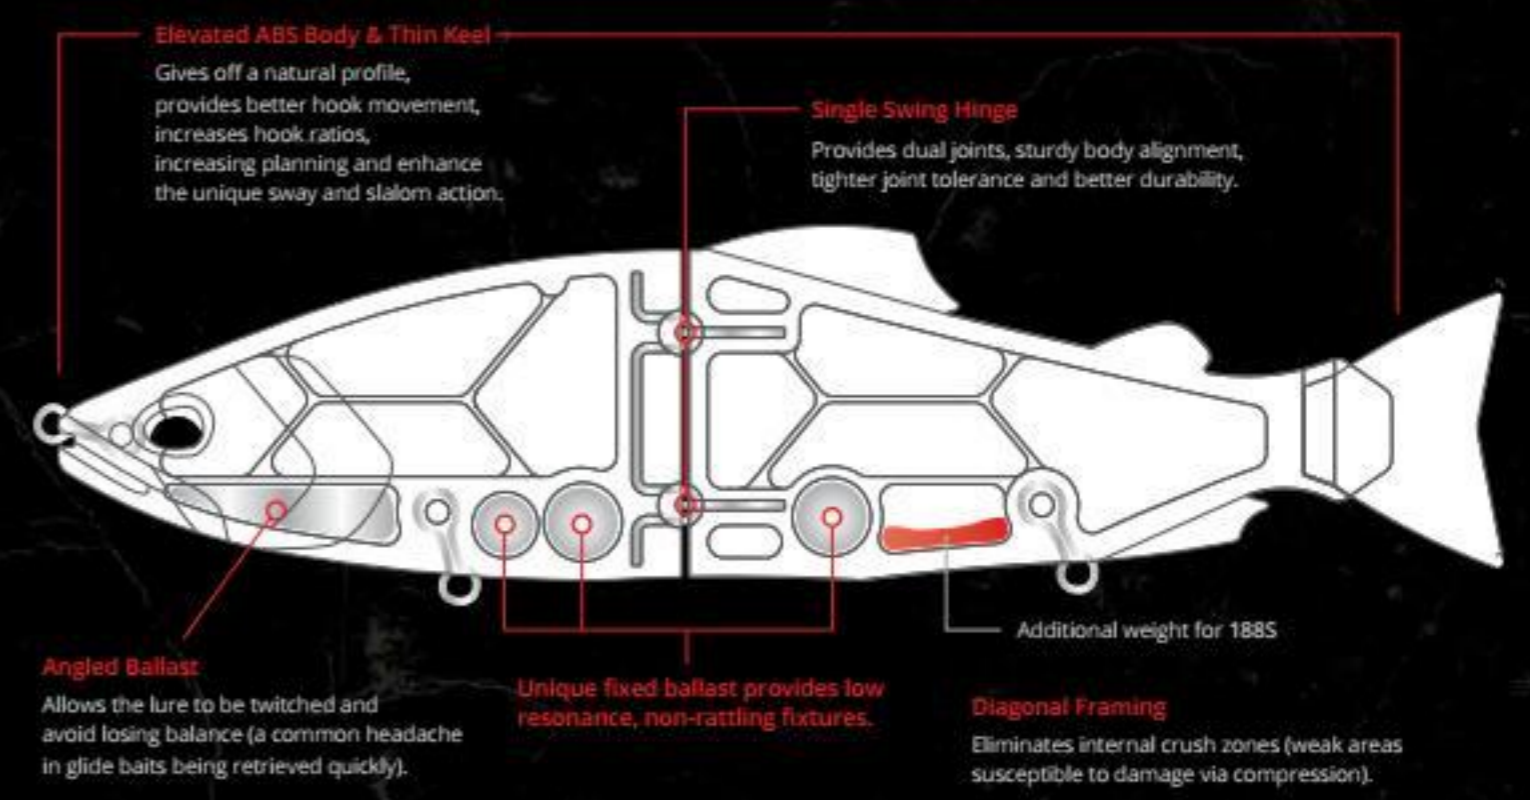 Elevated ABS Body & Thin Keel
Gives off a natural profile,
provides better hook movement,
increases hook ratios,
increasing planning and enhance
the unique sway and slalom action.
Single Swing Hinge
Provides dual joints, sturdy body alignment,
tighter joint tolerance and better durability.
Additional weight for 188S
Angled Ballast
Allows the lure to be twitched and
avoid losing balance (a common headache
in glide baits being retrieved quickly).
Unique fixed ballast provides low
resonance, non-rattling fixtures.
Diagonal Framing
Eliminates internal crush zones (weak areas
susceptible to damage via compression).